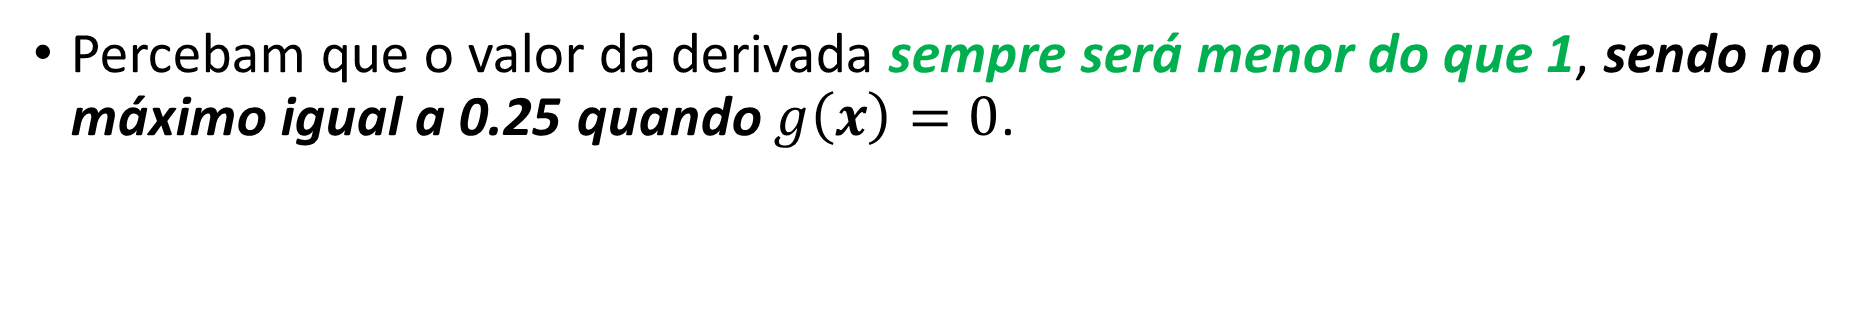 • Percebam que o valor da derivada sempre será menor do que 1, sendo no
máximo igual a 0.25 quando g(x) = 0.